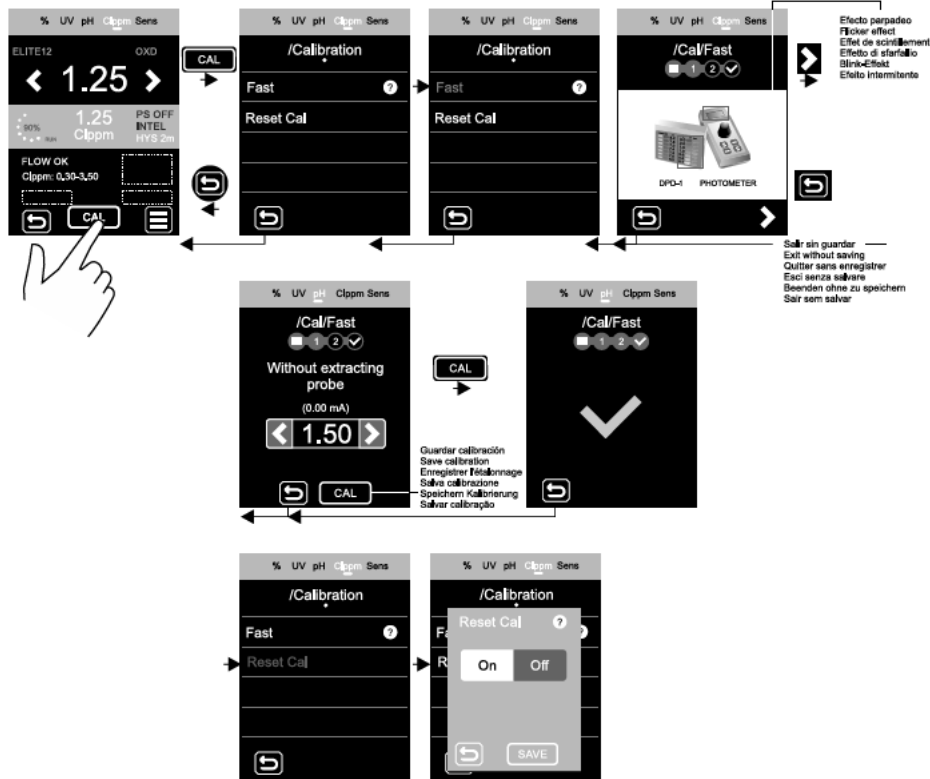 % UV pH Clppm Sens
ELITE12 OXD
1.25
90%
RUN
1.25
Clppm
PS OFF
INTEL
HYS 2m
FLOW OK
Clppm: 0,30-3,50
CAL
CAL
% UV pH Clppm Sens
/Calibration
Fast ?
Reset Cal
% UV pH Clppm Sens
/Calibration
Fast ?
Reset Cal
% UV pH Clppm Sens
/Cal/Fast
1 2
DPD-1 PHOTOMETER
Efecto parpadeo
Flicker effect
Effet de scintillement
Effetto di sfarfallio
Blink-Effekt
Efeito intermitente
Salir sin guardar
Exit without saving
Quitter sans enregistrer
Esci senza salvare
Beenden ohne zu speichern
Sair sem salvar
% UV pH Clppm Sens
/Cal/Fast
1 2
Without extracting
probe
(0.00 mA)
1.50
CAL
CAL
Guardar calibración
Save calibration
Enregistrer l'étalonnage
Salva calibrazione
Speichern Kalibrierung
Salvar calibração
% UV pH Clppm Sens
/Cal/Fast
1 2
% UV pH Clppm Sens
/Calibration
Fast ?
Reset Cal
% UV pH Clppm Sens
/Calibration
Fa ?
R
Reset Cal ?
On Off
SAVE